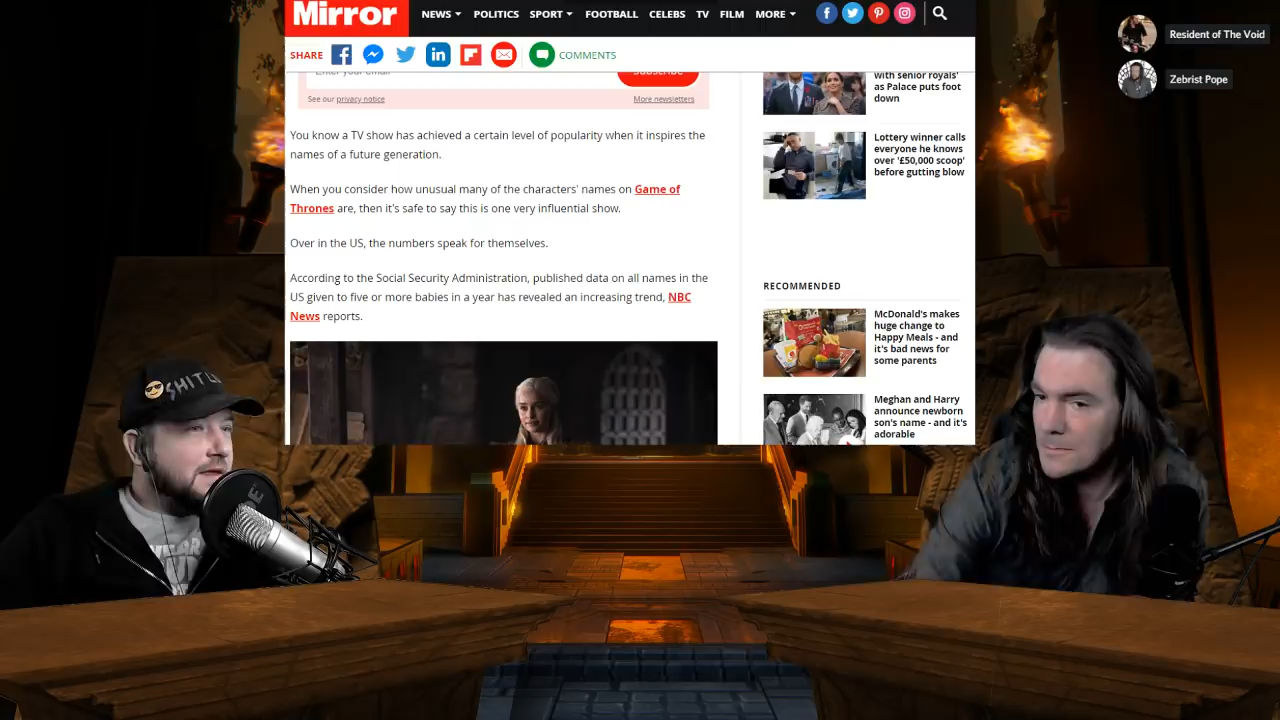 Mirror
NEWS POLITICS SPORT FOOTBALL CELEBS TV FILM MORE
SHARE COMMENTS
See our privacy notice More newsletters
You know a TV show has achieved a certain level of popularity when it inspires the
names of a future generation.
When you consider how unusual many of the characters' names on Game of
Thrones are, then it's safe to say this is one very influential show.
Over in the US, the numbers speak for themselves.
According to the Social Security Administration, published data on all names in the
US given to five or more babies in a year has revealed an increasing trend, NBC
News reports.
with senior royals'
as Palace puts foot
down
Lottery winner calls
everyone he knows
over '£50,000 scoop'
before gutting blow
RECOMMENDED
McDonald's makes
huge change to
Happy Meals - and
it's bad news for
some parents
Meghan and Harry
announce newborn
son's name - and it's
adorable
Resident of The Void
Zebrist Pope